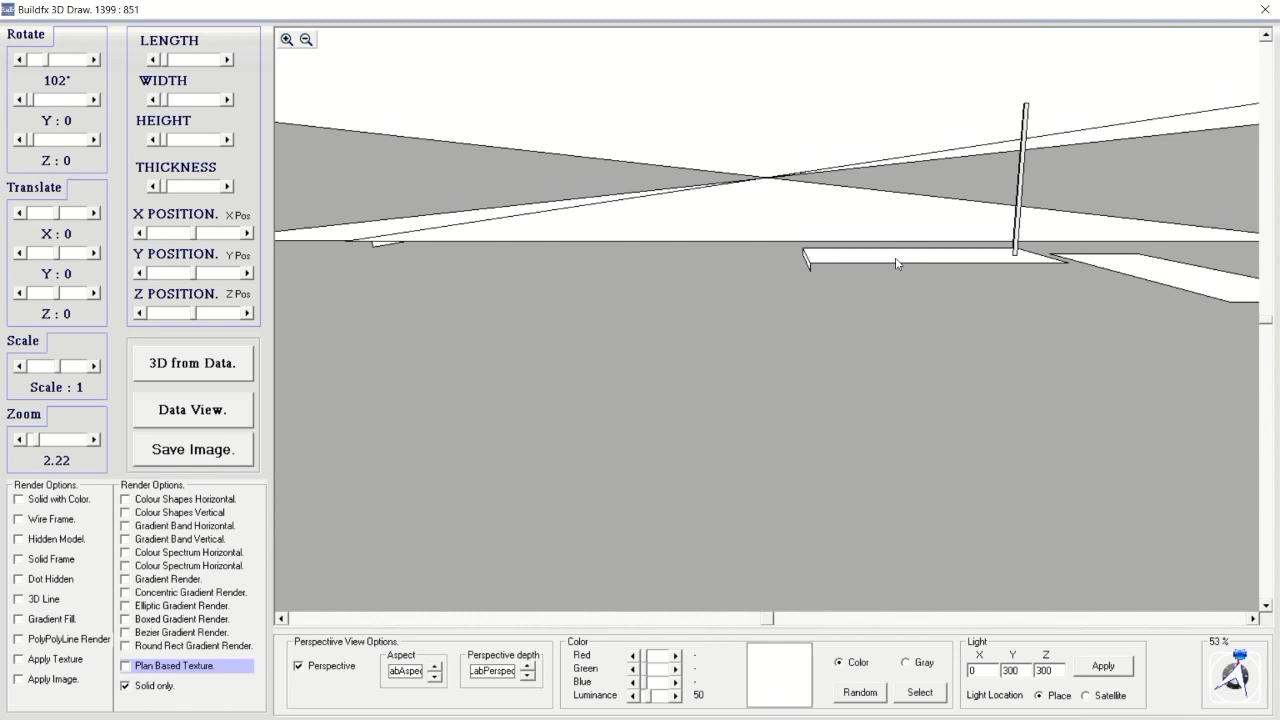 Buildfx 3D Draw. 1399 : 851
Rotate
102°
Y : 0
Z : 0
Translate
X : 0
Y : 0
Z : 0
Scale
Scale : 1
Zoom
2.22
LENGTH
WIDTH
HEIGHT
THICKNESS
X POSITION. X Pos
Y POSITION. Y Pos
Z POSITION. Z Pos
3D from Data.
Data View.
Save Image.
Render Options.
Solid with Color.
Wire Frame.
Hidden Model.
Solid Frame
Dot Hidden
3D Line
Gradient Fill.
PolyPolyLine Render
Apply Texture
Apply Image.
Render Options.
Colour Shapes Horizontal.
Colour Shapes Vertical
Gradient Band Horizontal.
Gradient Band Vertical.
Colour Spectrum Horizontal.
Colour Spectrum Horizontal.
Gradient Render.
Concentric Gradient Render.
Elliptic Gradient Render.
Boxed Gradient Render.
Bezier Gradient Render.
Round Rect Gradient Render.
Plan Based Texture.
Solid only.
Perspective View Options.
Perspective
Aspect
abAspec
Perspective depth
.abPerspec
Color
Red -
Green -
Blue -
Luminance 50
Color Gray
Random Select
Light
X Y Z
0 300 300 Apply
Light Location Place Satellite
53 %